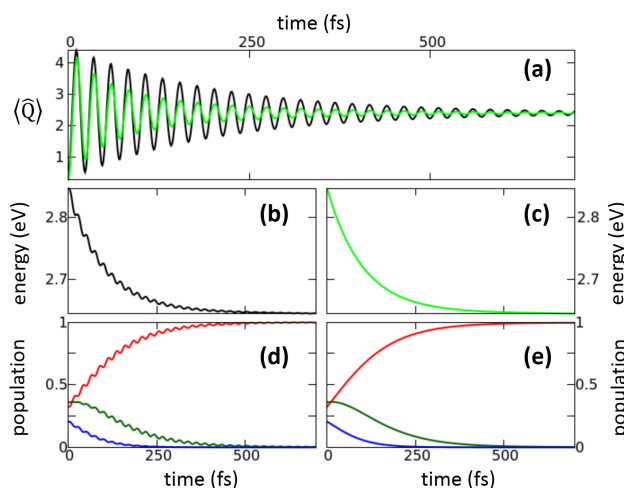 time (fs)
0 250 500
(a)
⟨Q̂⟩
4
3
2
1
(b) (c)
energy (eV) energy (eV)
2.8 2.8
2.7 2.7
(d) (e)
population population
1 1
0.5 0.5
0 0
0 250 500 0 250 500
time (fs) time (fs)